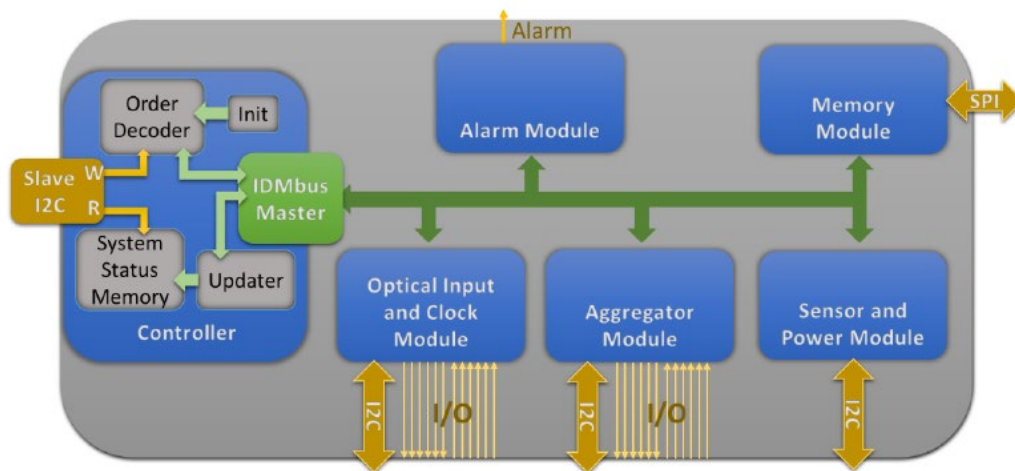 Alarm
Order
Decoder
Init
Alarm Module
Memory
Module
SPI
Slave
I2C
W
R
IDMbus
Master
System
Status
Memory
Updater
Controller
Optical Input
and Clock
Module
Aggregator
Module
Sensor and
Power Module
I2C
I/O
I2C
I/O
I2C